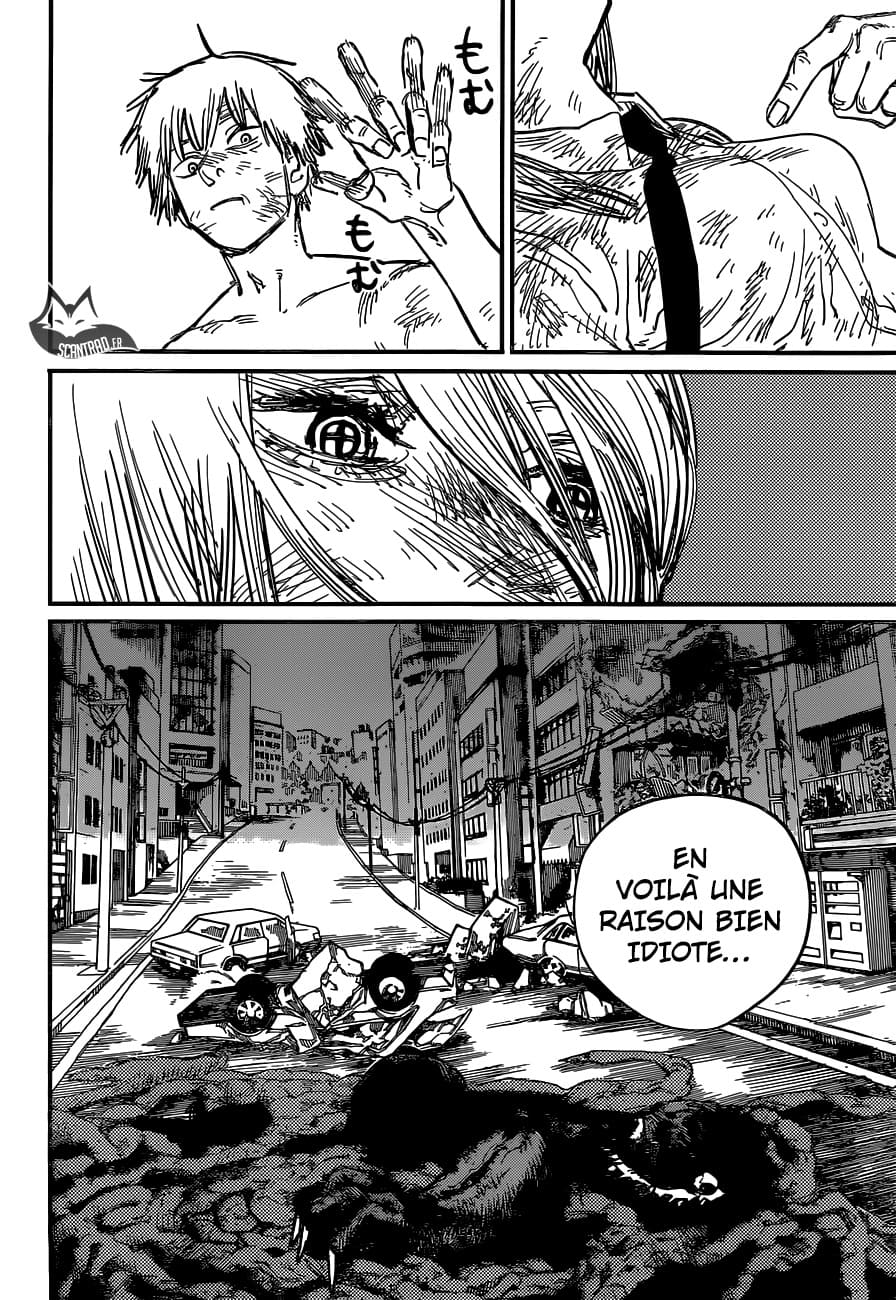 もむ
もむ
SCANTRAD.FR
EN
VOILÀ UNE
RAISON BIEN
IDIOTE...